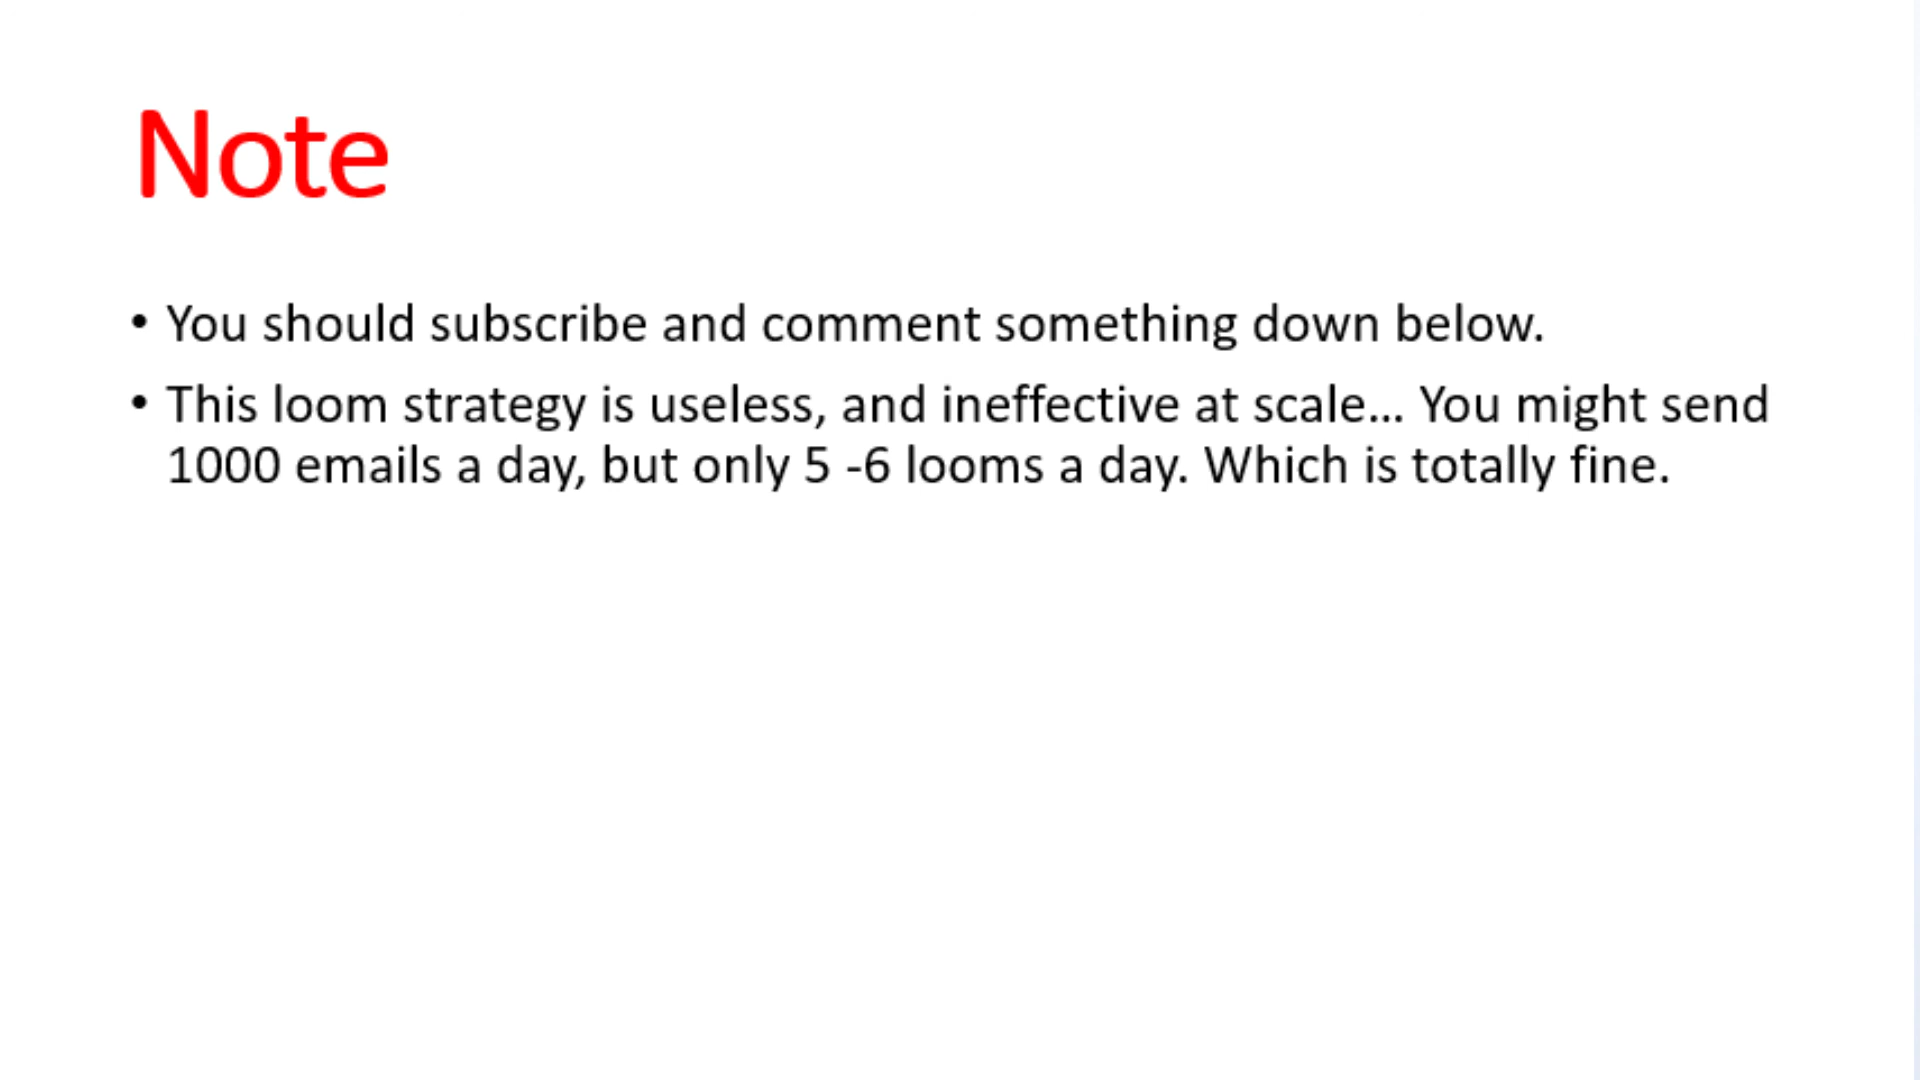 Note
• You should subscribe and comment something down below.
• This loom strategy is useless, and ineffective at scale... You might send
1000 emails a day, but only 5 -6 looms a day. Which is totally fine.